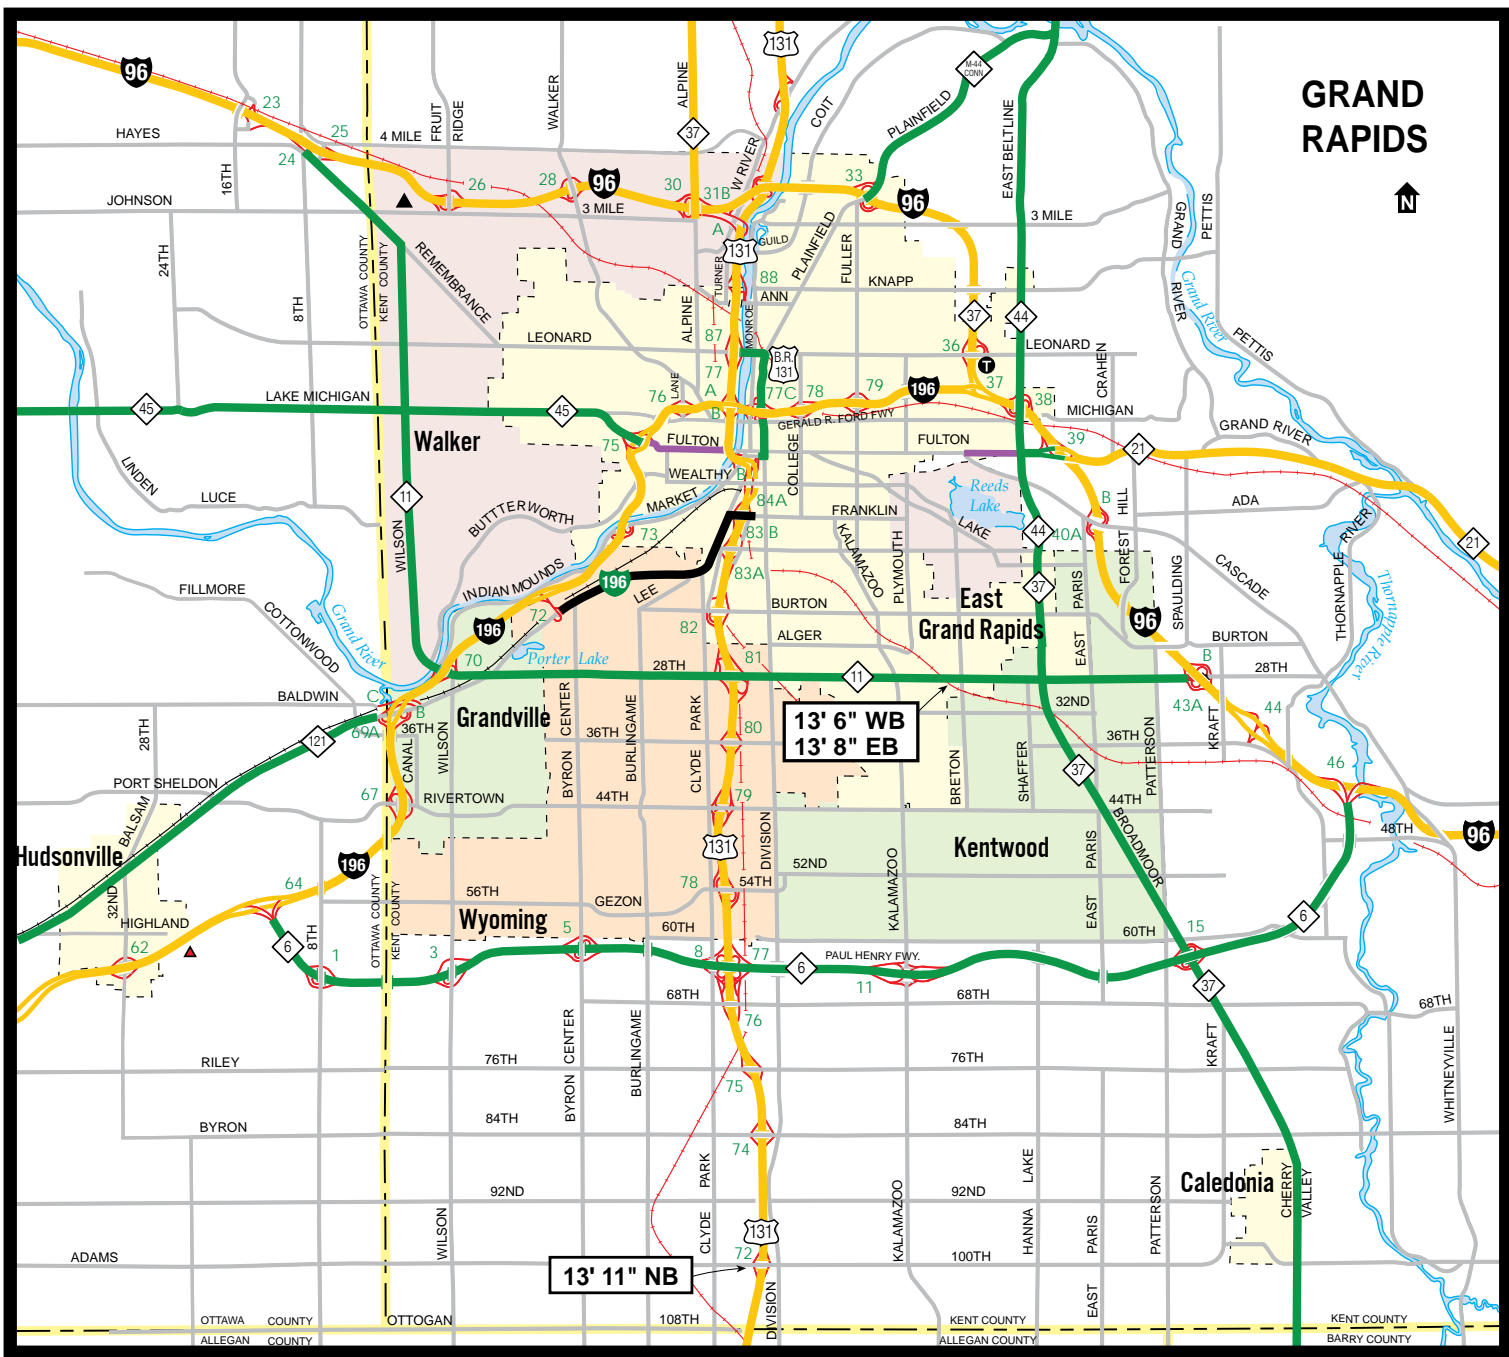 GRAND
RAPIDS
N
96
23
25
24
HAYES
4 MILE
FRUIT
RIDGE
WALKER
ALPINE
37
131
W RIVER
COIT
PLAINFIELD
M-44
CONN
EAST BELT LINE
16TH
26
28
96
30
31B
33
96
3 MILE
3 MILE
JOHNSON
A
GRAND
RIVER
PETTIS
24TH
8TH
OTTAWA COUNTY
KENT COUNTY
REMEMBRANCE
131
GUILD
TURNER
88
ANN
PLAINFIELD
FULLER
KNAPP
37
44
Grand River
PETTIS
LEONARD
ALPINE
87
MONROE
B.R.
131
36
T
LEONARD
CRAHEN
77
A
B
76
LANE
77C
78
79
196
37
38
MICHIGAN
LAKE MICHIGAN
45
45
GERALD R. FORD FWY
75
Walker
FULTON
FULTON
39
21
GRAND RIVER
WEALTHY
B
COLLEGE
LINDEN
LUCE
11
WILSON
BUTTTERWORTH
MARKET
84A
Reeds
Lake
LAKE
B
FOREST HILL
ADA
RIVER
21
73
83 B
FRANKLIN
KALAMAZOO
PLYMOUTH
44
40A
83A
INDIAN MOUNDS
196
LEE
72
37
PARIS
EAST
SPAULDING
CASCADE
THORNAPPLE
Thornapple River
FILLMORE
COTTONWOOD
Grand River
196
Porter Lake
BURTON
82
ALGER
East
Grand Rapids
96
BURTON
70
28TH
81
11
B
28TH
BALDWIN
C
B
69A
36TH
Grandville
CENTER
BYRON
BURLINGAME
PARK
CLYDE
80
13' 6" WB
13' 8" EB
32ND
43A
KRAFT
44
28TH
121
CANAL
WILSON
36TH
36TH
BRETON
SHAFFER
PATTERSON
37
46
PORT SHELDON
67
RIVERTOWN
44TH
79
44TH
BROADMOOR
BALSAM
Hudsonville
131
DIVISION
Kentwood
48TH
96
196
32ND
64
56TH
78
54TH
52ND
KALAMAZOO
PARIS
EAST
HIGHLAND
GEZON
OTTAWA COUNTY
KENT COUNTY
Wyoming
62
6
8TH
1
3
5
60TH
8
77
6
PAUL HENRY FWY.
11
60TH
15
6
37
68TH
68TH
68TH
76
RILEY
76TH
CENTER
BYRON
BURLINGAME
75
76TH
KRAFT
WHITNEYVILLE
BYRON
84TH
74
84TH
92ND
PARK
CLYDE
KALAMAZOO
92ND
LAKE
HANNA
PARIS
EAST
PATTERSON
Caledonia
CHERRY
VALLEY
WILSON
131
72
ADAMS
13' 11" NB
100TH
DIVISION
OTTAWA COUNTY
OTTOGAN
108TH
KENT COUNTY
KENT COUNTY
ALLEGAN COUNTY
ALLEGAN COUNTY
BARRY COUNTY